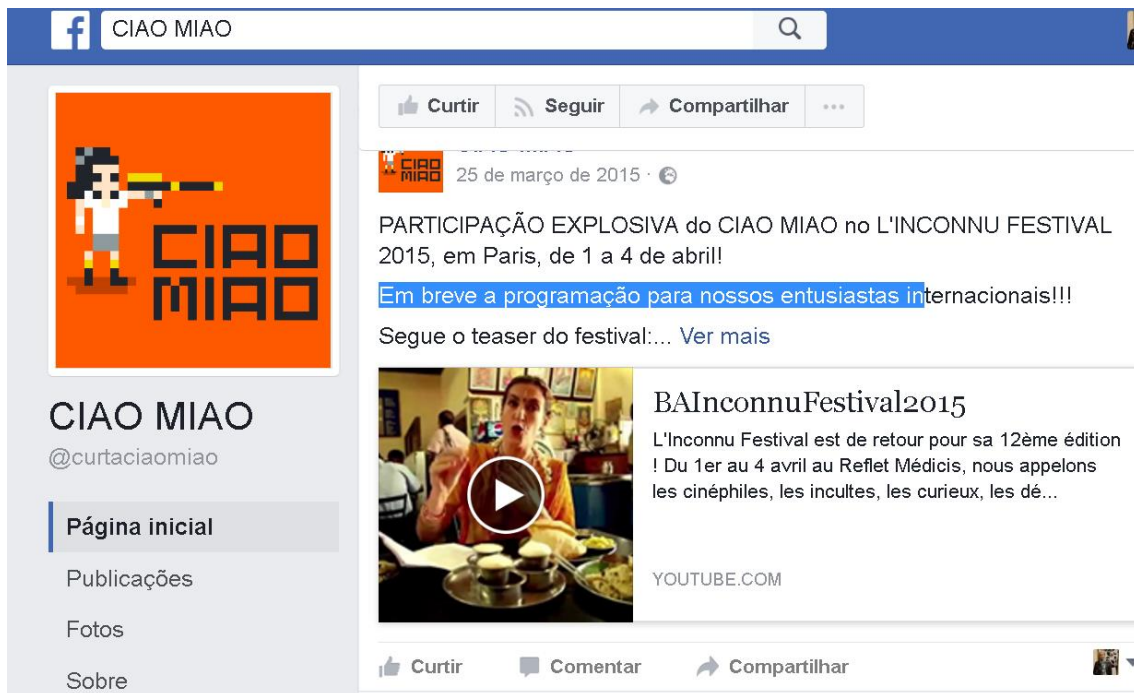 CIAO MIAO
CIAO
MIAO
CIAO MIAO
@curtaciaomiao
Página inicial
Publicações
Fotos
Sobre
Curtir
Seguir
Compartilhar
CIAO
MIAO
25 de março de 2015
PARTICIPAÇÃO EXPLOSIVA do CIAO MIAO no L'INCONNU FESTIVAL
2015, em Paris, de 1 a 4 de abril!
Em breve a programação para nossos entusiastas internacionais!!!
Segue o teaser do festival:... Ver mais
BAInconnuFestival2015
L'Inconnu Festival est de retour pour sa 12ème édition
! Du 1er au 4 avril au Reflet Médicis, nous appelons
les cinéphiles, les incultes, les curieux, les dé...
YOUTUBE.COM
Curtir
Comentar
Compartilhar